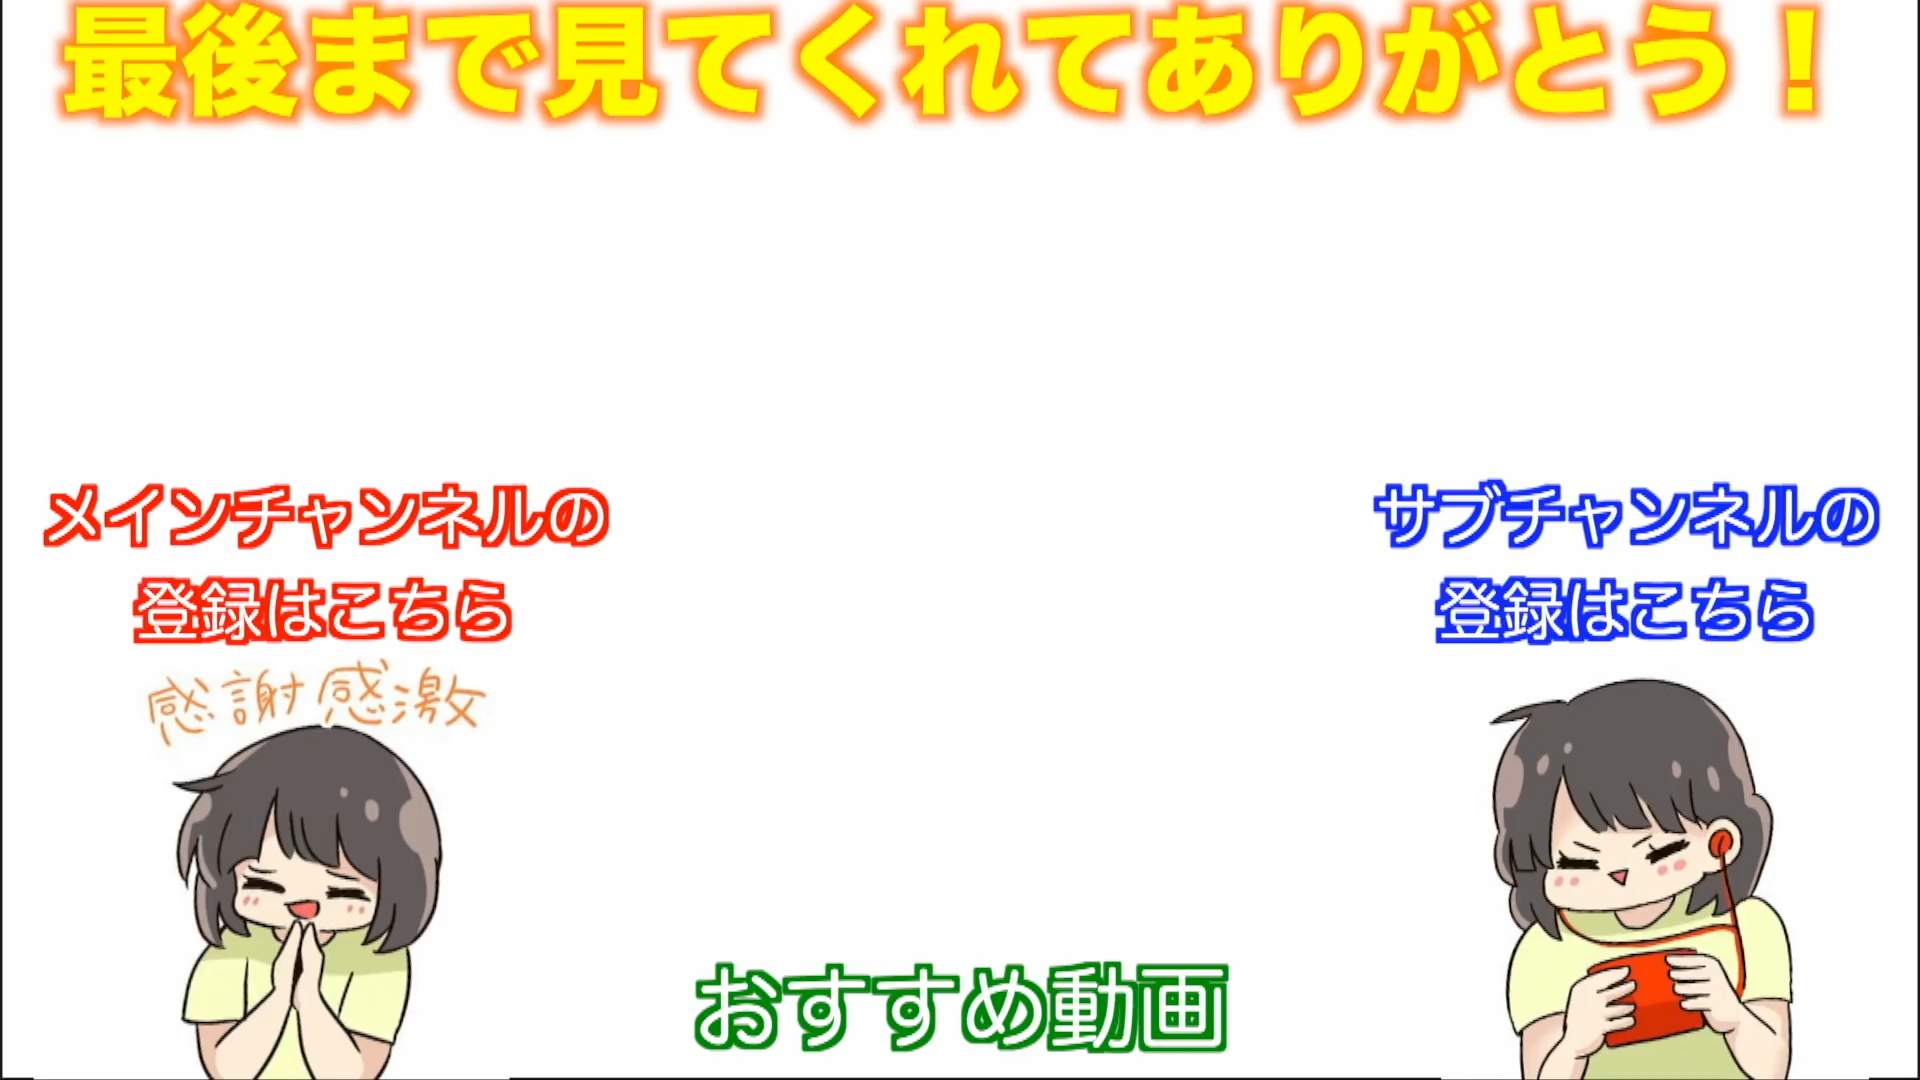 最後まで見てくれてありがとう！
メインチャンネルの
登録はこちら
サブチャンネルの
登録はこちら
感謝感激
おすすめ動画